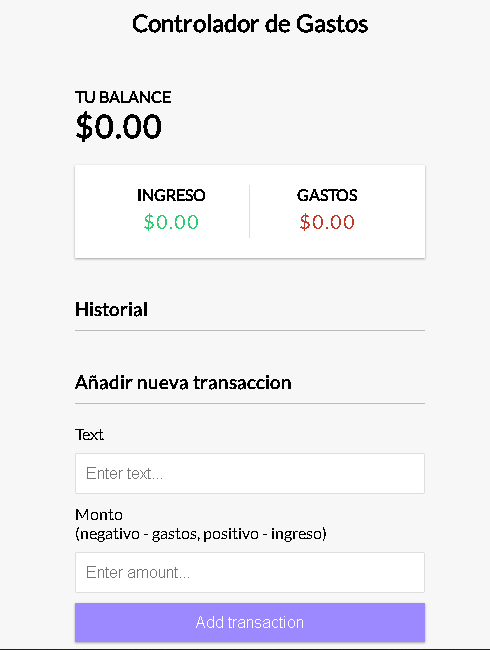 Controlador de Gastos
TU BALANCE
$0.00
INGRESO
$0.00
GASTOS
$0.00
Historial
Añadir nueva transaccion
Text
Enter text...
Monto
(negativo - gastos, positivo - ingreso)
Enter amount...
Add transaction